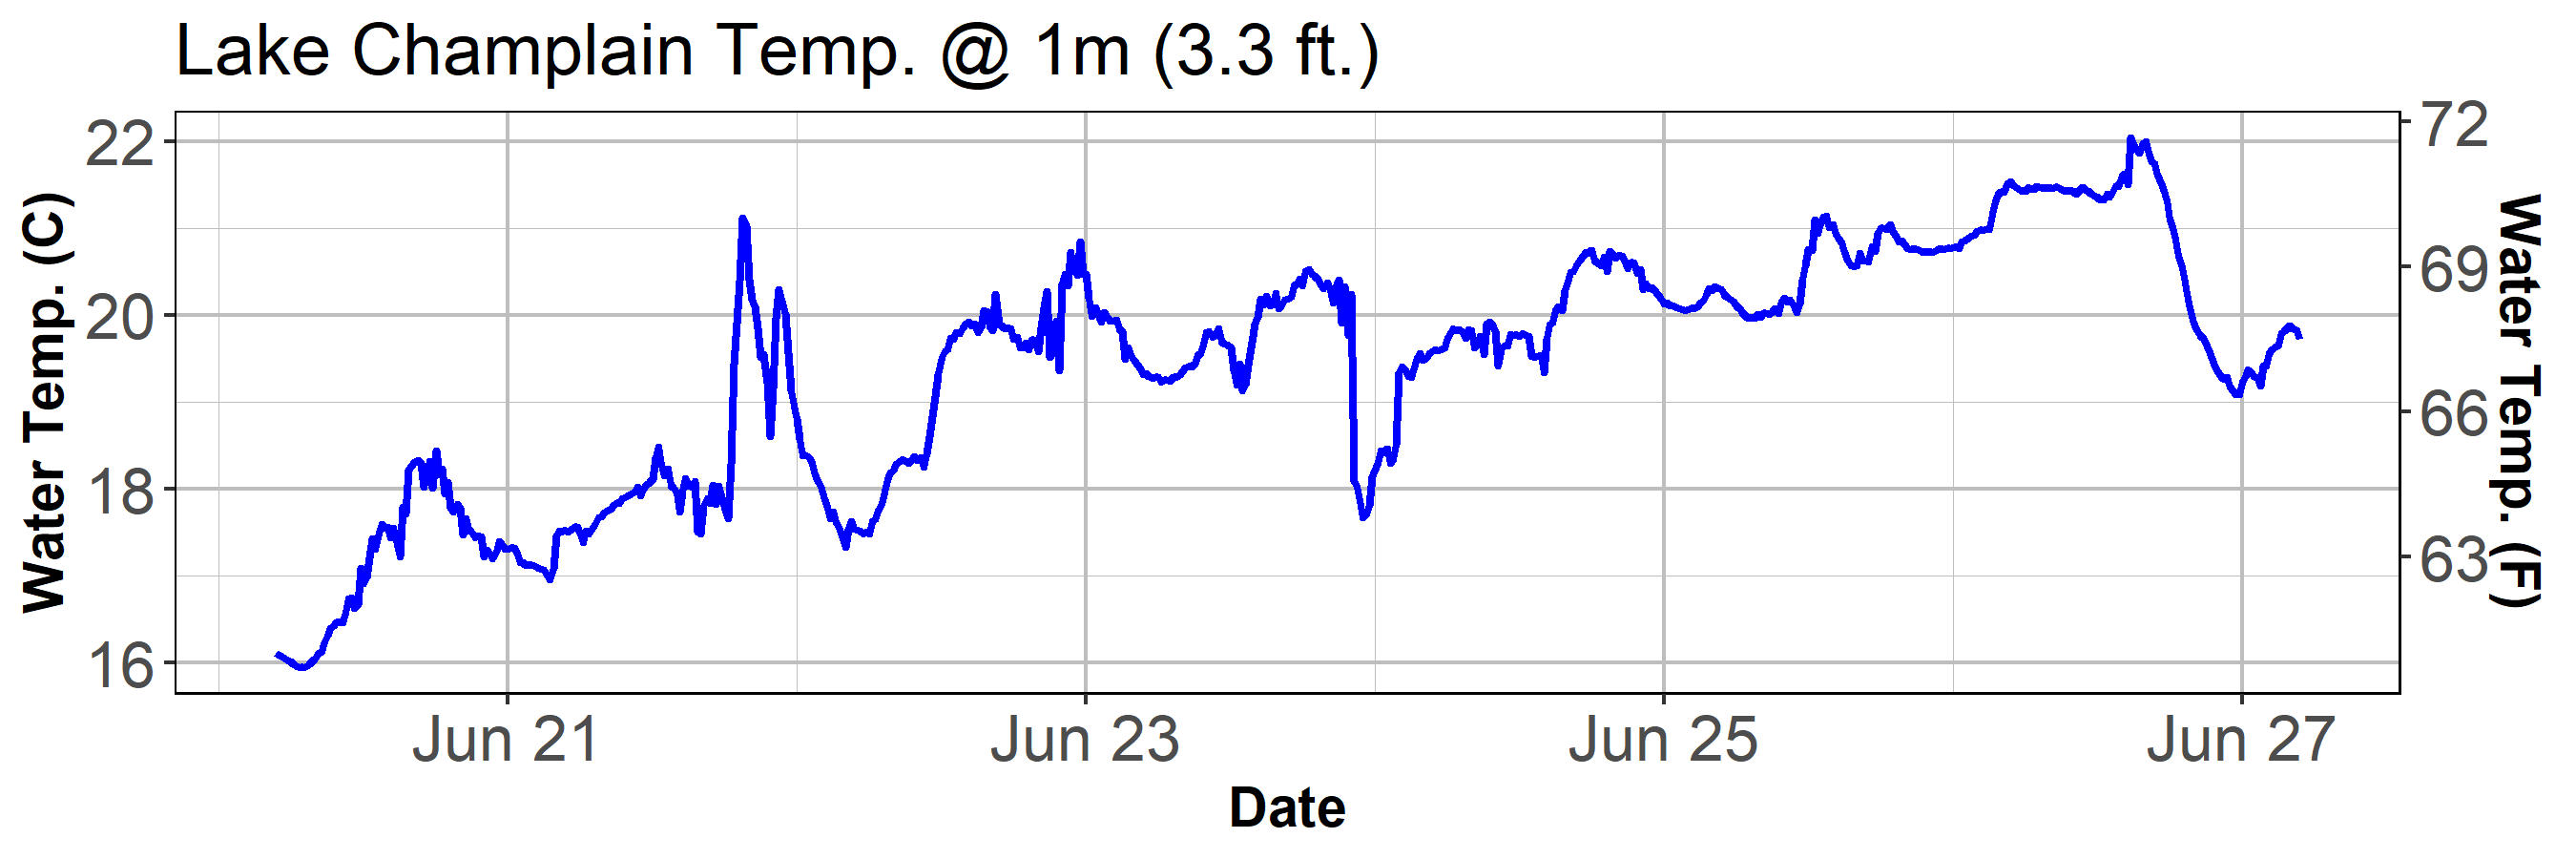 Lake Champlain Temp. @ 1m (3.3 ft.)
Water Temp. (C)
22
20
18
16
72
69
66
63
Water Temp. (F)
Jun 21
Jun 23
Jun 25
Jun 27
Date